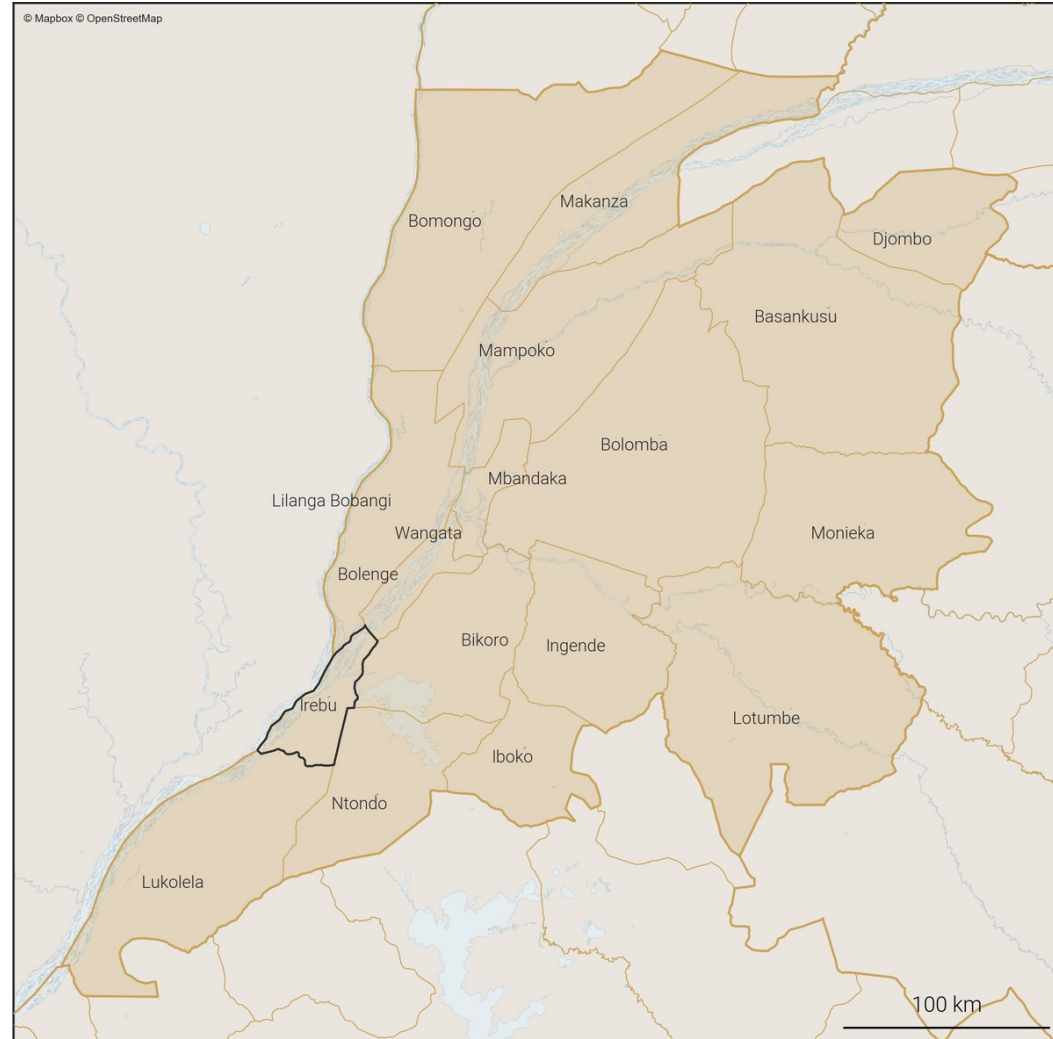 © Mapbox © OpenStreetMap
Makanza
Bomongo
Djombo
Basankusu
Mampoko
Bolomba
Mbandaka
Lilanga Bobangi
Wangata
Monieka
Bolenge
Bikoro
Ingende
Irebu
Lotumbe
Iboko
Ntondo
Lukolela
100 km